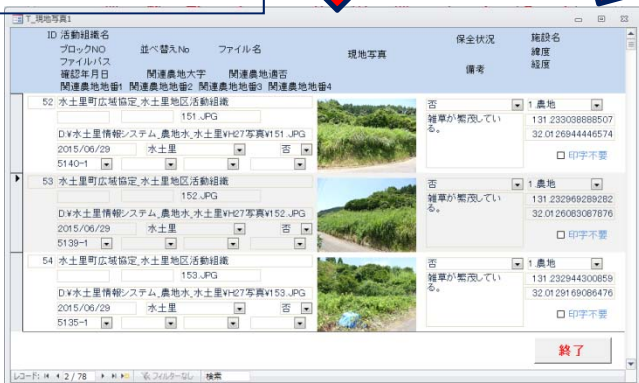 T_現地写真1
ID 活動組織名 保全状況 施設名
ブロックNO 並べ替えNo ファイル名 現地写真 緯度
ファイルパス 備考 経度
確認年月日 関連農地大字 関連農地適否
関連農地地番1 関連農地地番2 関連農地地番3 関連農地地番4
52 水土里町広域協定_水土里地区活動組織 否 1.農地
151.JPG 雑草が繁茂している。 131.233038888507
D:¥水土里情報システム_農地水_水土里¥H27写真¥151.JPG 32.0126944446574
2015/06/29 水土里 否 印字不要
5140-1
53 水土里町広域協定_水土里地区活動組織 否 1.農地
152.JPG 雑草が繁茂している。 131.232969289282
D:¥水土里情報システム_農地水_水土里¥H27写真¥152.JPG 32.0126083087876
2015/06/29 水土里 否 印字不要
5139-1
54 水土里町広域協定_水土里地区活動組織 否 1.農地
153.JPG 雑草が繁茂している。 131.232944300859
D:¥水土里情報システム_農地水_水土里¥H27写真¥153.JPG 32.0129169086476
2015/06/29 水土里 否 印字不要
5135-1
終了
レコード: 2 / 78 フィルターなし 検索